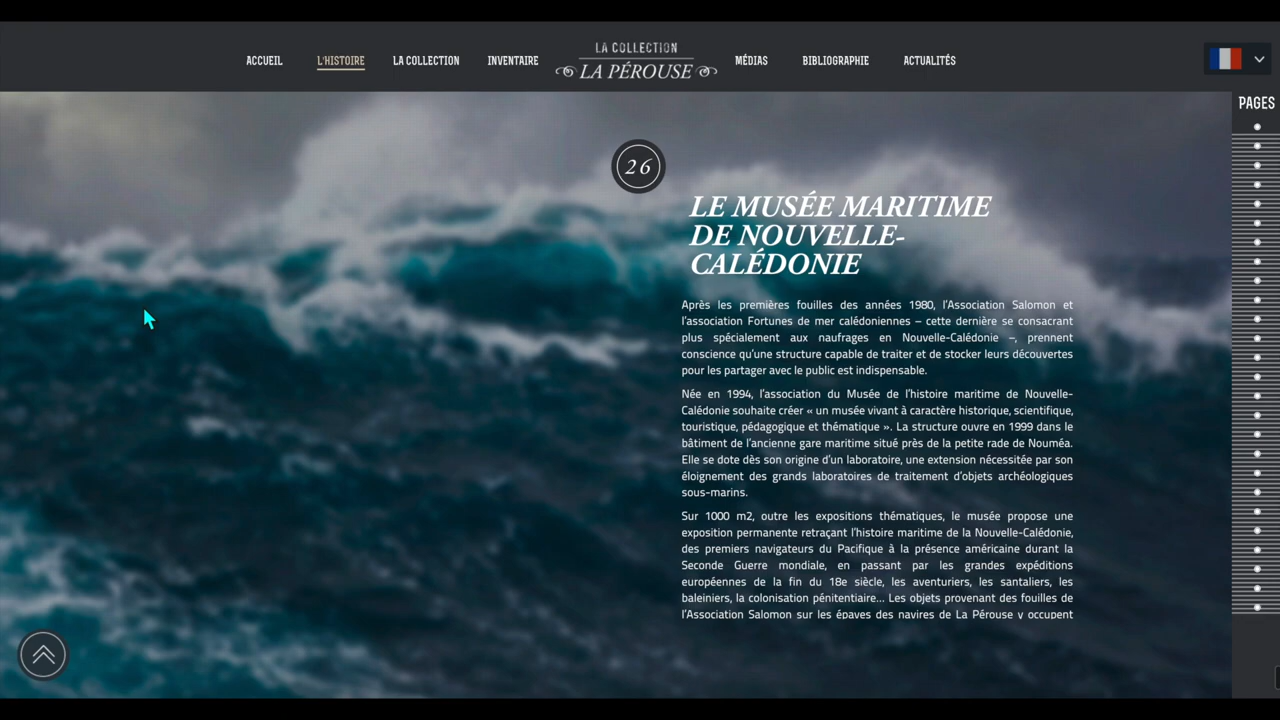 ACCUEIL
L'HISTOIRE
LA COLLECTION
INVENTAIRE
LA COLLECTION
LA PÉROUSE
MÉDIAS
BIBLIOGRAPHIE
ACTUALITÉS
PAGES
26
LE MUSÉE MARITIME
DE NOUVELLE-
CALÉDONIE
Après les premières fouilles des années 1980, l'Association Salomon et
l'association Fortunes de mer calédoniennes – cette dernière se consacrant
plus spécialement aux naufrages en Nouvelle-Calédonie –, prennent
conscience qu'une structure capable de traiter et de stocker leurs découvertes
pour les partager avec le public est indispensable.
Née en 1994, l'association du Musée de l'histoire maritime de Nouvelle-
Calédonie souhaite créer « un musée vivant à caractère historique, scientifique,
touristique, pédagogique et thématique ». La structure ouvre en 1999 dans le
bâtiment de l'ancienne gare maritime situé près de la petite rade de Nouméa.
Elle se dote dès son origine d'un laboratoire, une extension nécessitée par son
éloignement des grands laboratoires de traitement d'objets archéologiques
sous-marins.
Sur 1000 m2, outre les expositions thématiques, le musée propose une
exposition permanente retraçant l'histoire maritime de la Nouvelle-Calédonie,
des premiers navigateurs du Pacifique à la présence américaine durant la
Seconde Guerre mondiale, en passant par les grandes expéditions
européennes de la fin du 18e siècle, les aventuriers, les santaliers, les
baleiniers, la colonisation pénitentiaire... Les objets provenant des fouilles de
l'Association Salomon sur les épaves des navires de La Pérouse y occupent